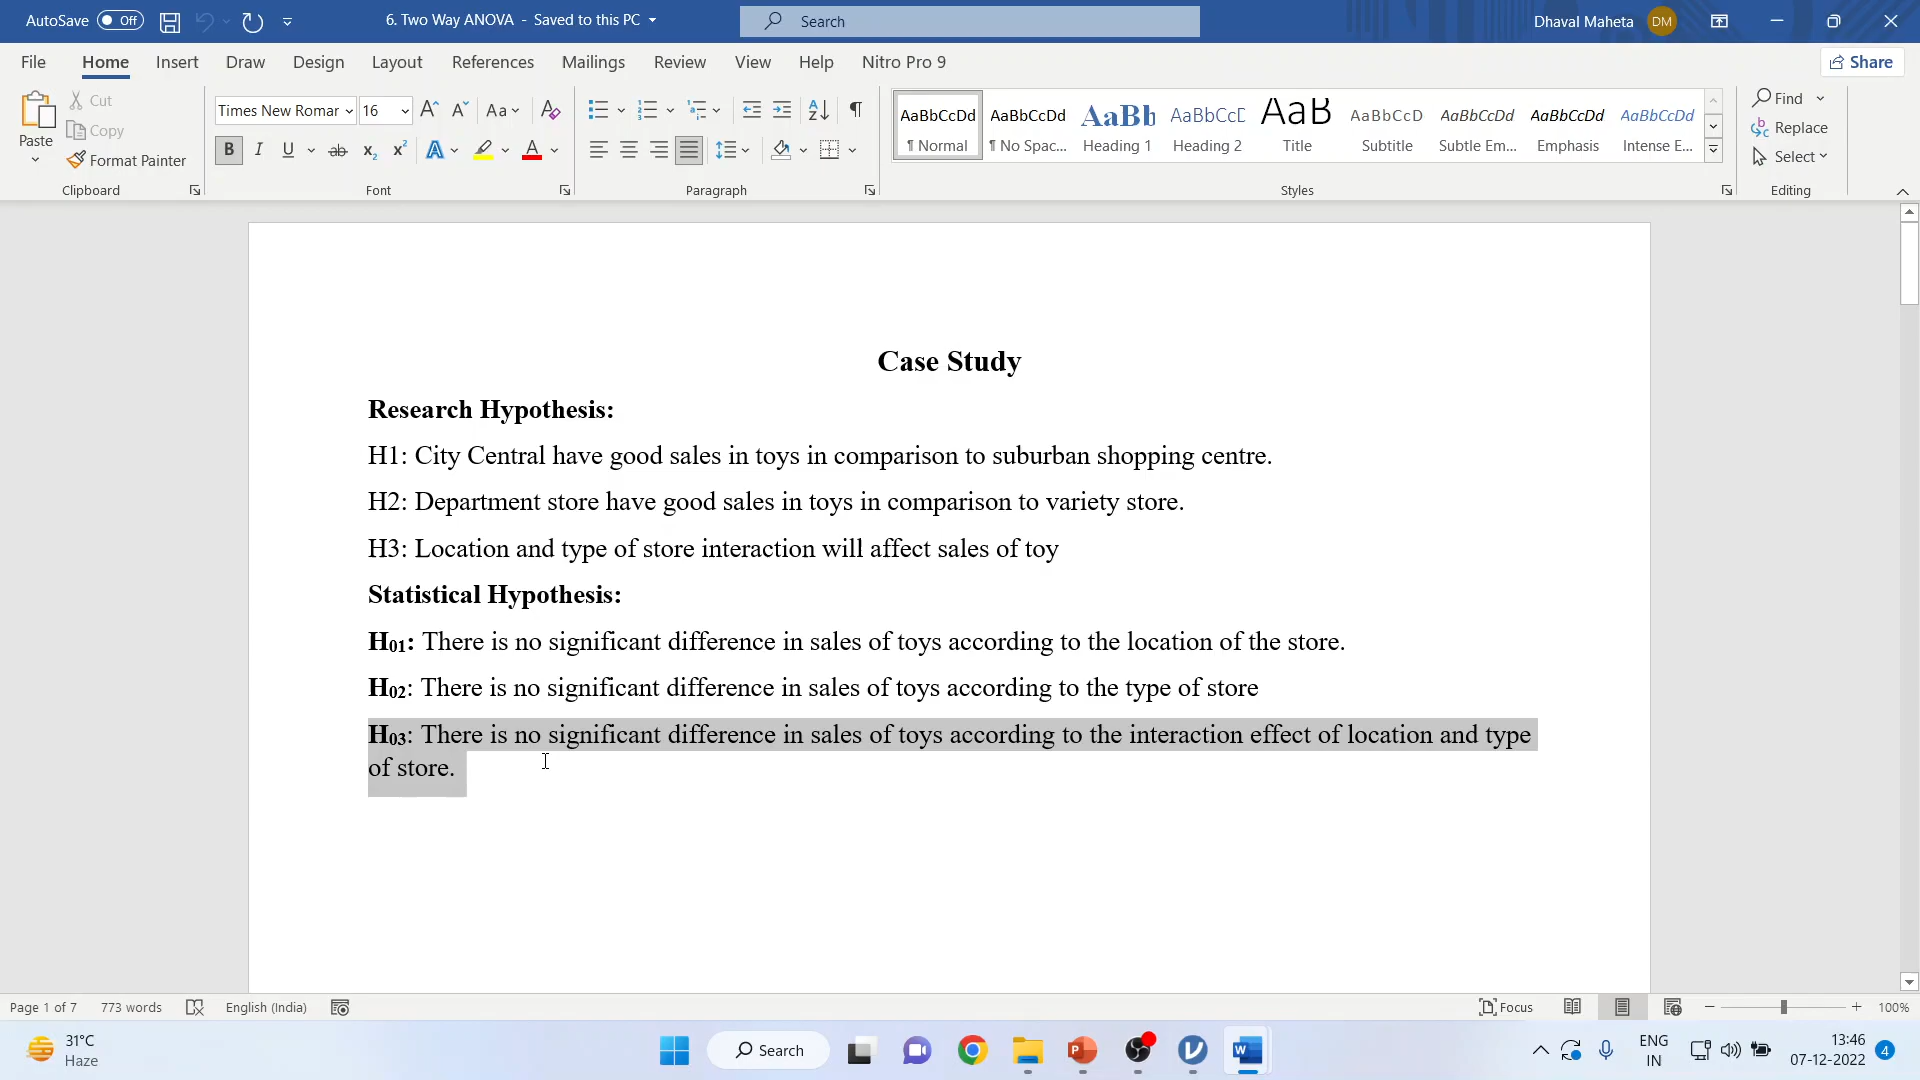 AutoSave Off 6. Two Way ANOVA - Saved to this PC Search Dhaval Maheta DM
File Home Insert Draw Design Layout References Mailings Review View Help Nitro Pro 9 Share
Paste
Cut
Copy
Format Painter
Clipboard
Times New Romar 16
Font
Paragraph
AaBbCcDd AaBbCcDd AaBb AaBbCcC AaB AaBbCcD AaBbCcDd AaBbCcDd AaBbCcDd
¶ Normal ¶ No Spac... Heading 1 Heading 2 Title Subtitle Subtle Em... Emphasis Intense E...
Styles
Find
Replace
Select
Editing
Case Study
Research Hypothesis:
H1: City Central have good sales in toys in comparison to suburban shopping centre.
H2: Department store have good sales in toys in comparison to variety store.
H3: Location and type of store interaction will affect sales of toy
Statistical Hypothesis:
H01: There is no significant difference in sales of toys according to the location of the store.
H02: There is no significant difference in sales of toys according to the type of store
H03: There is no significant difference in sales of toys according to the interaction effect of location and type
of store.
Page 1 of 7 773 words English (India) Focus 100%
31°C
Haze
Search
ENG
IN
13:46
07-12-2022
4